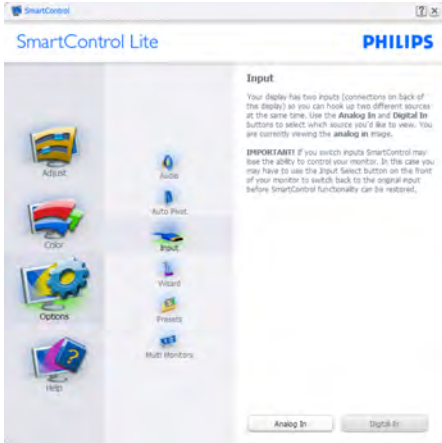 SmartControl
SmartControl Lite
PHILIPS
Adjust
Color
Options
Help
Audio
Auto Pivot
Input
Wizard
Presets
Multi Monitors
Input
Your display has two inputs (connections on back of
the display) so you can hook up two different sources
at the same time. Use the Analog In and Digital In
buttons to select which source you'd like to view. You
are currently viewing the analog in image.
IMPORTANT! If you switch inputs SmartControl may
lose the ability to control your monitor. In this case you
may have to use the Input Select button on the front
of your monitor to switch back to the original input
before SmartControl functionality can be restored.
Analog In
Digital In